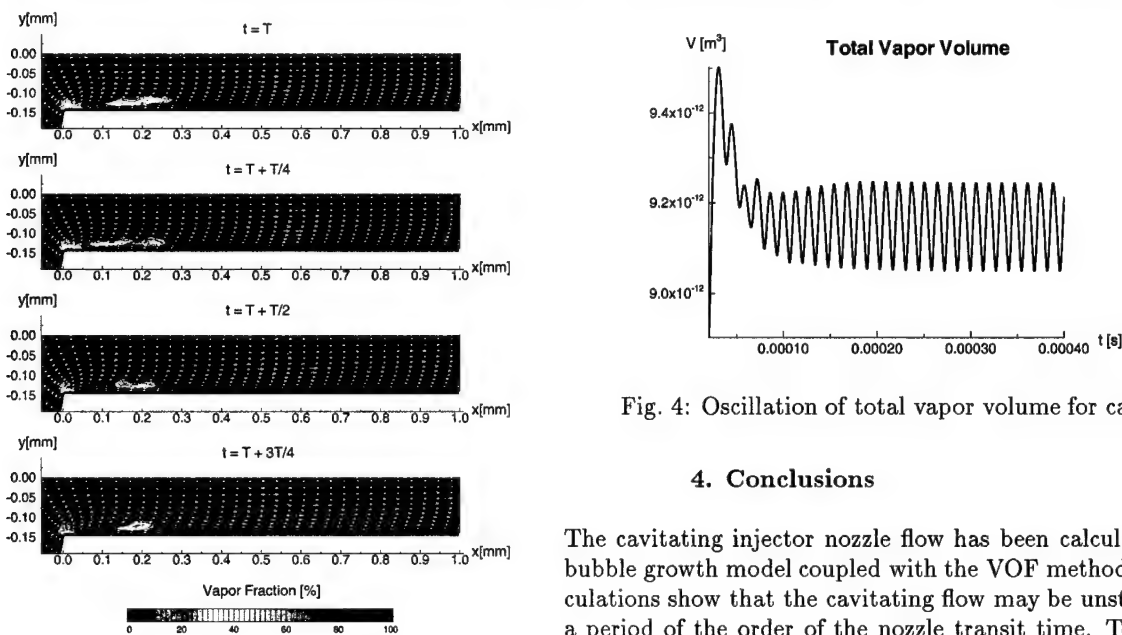 y[mm]
t = T
0.00
-0.05
-0.10
-0.15
0.0 0.1 0.2 0.3 0.4 0.5 0.6 0.7 0.8 0.9 1.0 x[mm]
y[mm]
t = T + T/4
0.00
-0.05
-0.10
-0.15
0.0 0.1 0.2 0.3 0.4 0.5 0.6 0.7 0.8 0.9 1.0 x[mm]
y[mm]
t = T + T/2
0.00
-0.05
-0.10
-0.15
0.0 0.1 0.2 0.3 0.4 0.5 0.6 0.7 0.8 0.9 1.0 x[mm]
y[mm]
t = T + 3T/4
0.00
-0.05
-0.10
-0.15
0.0 0.1 0.2 0.3 0.4 0.5 0.6 0.7 0.8 0.9 1.0 x[mm]
Vapor Fraction [%]
0 20 40 60 80 100
V [m³]
Total Vapor Volume
9.4x10⁻¹²
9.2x10⁻¹²
9.0x10⁻¹²
0.00010 0.00020 0.00030 0.00040 t [s]
Fig. 4: Oscillation of total vapor volume for ca
4. Conclusions
The cavitating injector nozzle flow has been calcul
bubble growth model coupled with the VOF method
culations show that the cavitating flow may be unst
a period of the order of the nozzle transit time. T